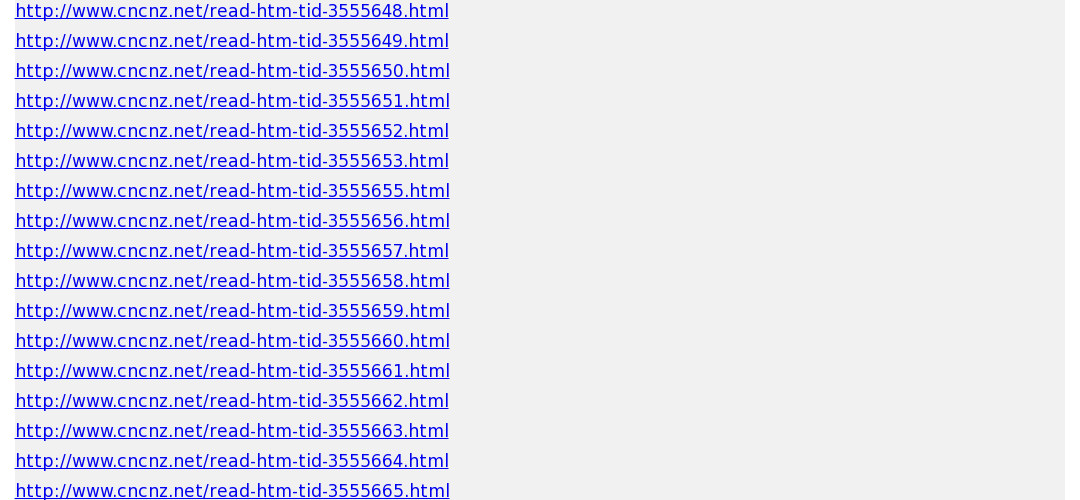 http://www.cncnz.net/read-htm-tid-3555648.html
http://www.cncnz.net/read-htm-tid-3555649.html
http://www.cncnz.net/read-htm-tid-3555650.html
http://www.cncnz.net/read-htm-tid-3555651.html
http://www.cncnz.net/read-htm-tid-3555652.html
http://www.cncnz.net/read-htm-tid-3555653.html
http://www.cncnz.net/read-htm-tid-3555655.html
http://www.cncnz.net/read-htm-tid-3555656.html
http://www.cncnz.net/read-htm-tid-3555657.html
http://www.cncnz.net/read-htm-tid-3555658.html
http://www.cncnz.net/read-htm-tid-3555659.html
http://www.cncnz.net/read-htm-tid-3555660.html
http://www.cncnz.net/read-htm-tid-3555661.html
http://www.cncnz.net/read-htm-tid-3555662.html
http://www.cncnz.net/read-htm-tid-3555663.html
http://www.cncnz.net/read-htm-tid-3555664.html
http://www.cncnz.net/read-htm-tid-3555665.html